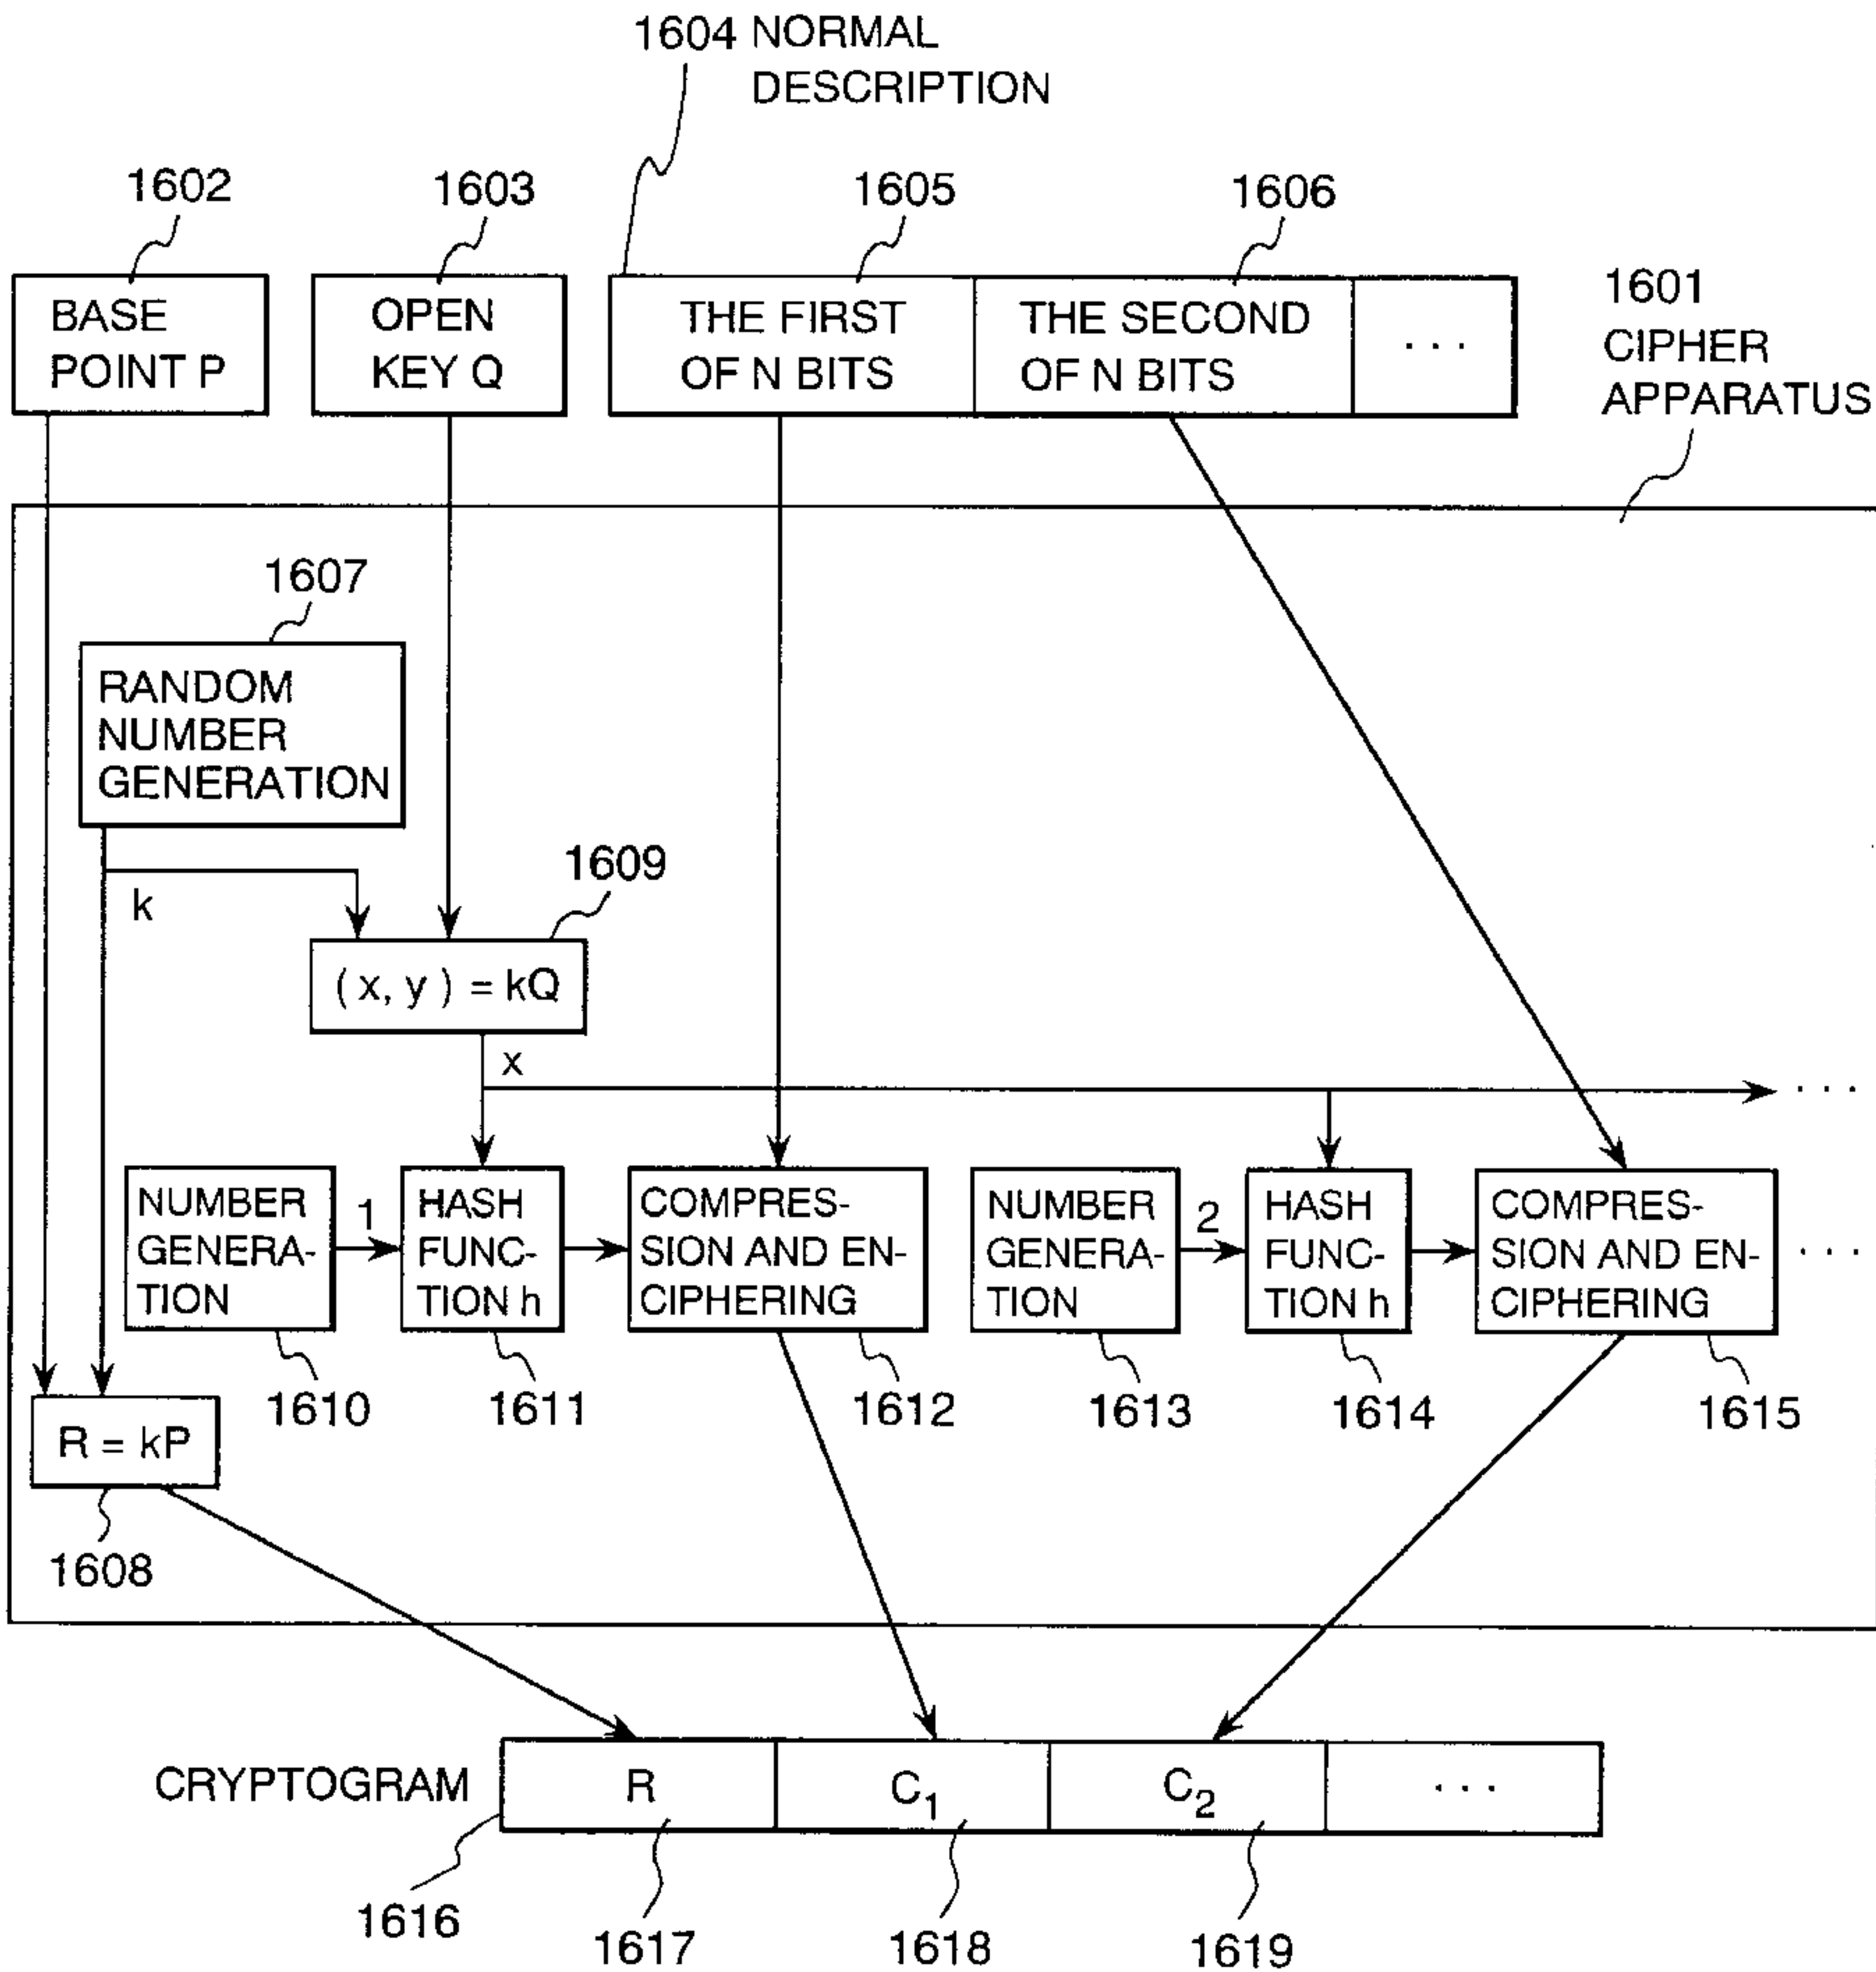 1604 NORMAL
DESCRIPTION
1602
1603
1605
1606
BASE
POINT P
OPEN
KEY Q
THE FIRST
OF N BITS
THE SECOND
OF N BITS
...
1601
CIPHER
APPARATUS
1607
RANDOM
NUMBER
GENERATION
k
1609
( x, y ) = kQ
x
...
NUMBER
GENERA-
TION
1
HASH
FUNC-
TION h
COMPRES-
SION AND EN-
CIPHERING
NUMBER
GENERA-
TION
2
HASH
FUNC-
TION h
COMPRES-
SION AND EN-
CIPHERING
...
1610
1611
1612
1613
1614
1615
R = kP
1608
CRYPTOGRAM
R
C₁
C₂
...
1616
1617
1618
1619